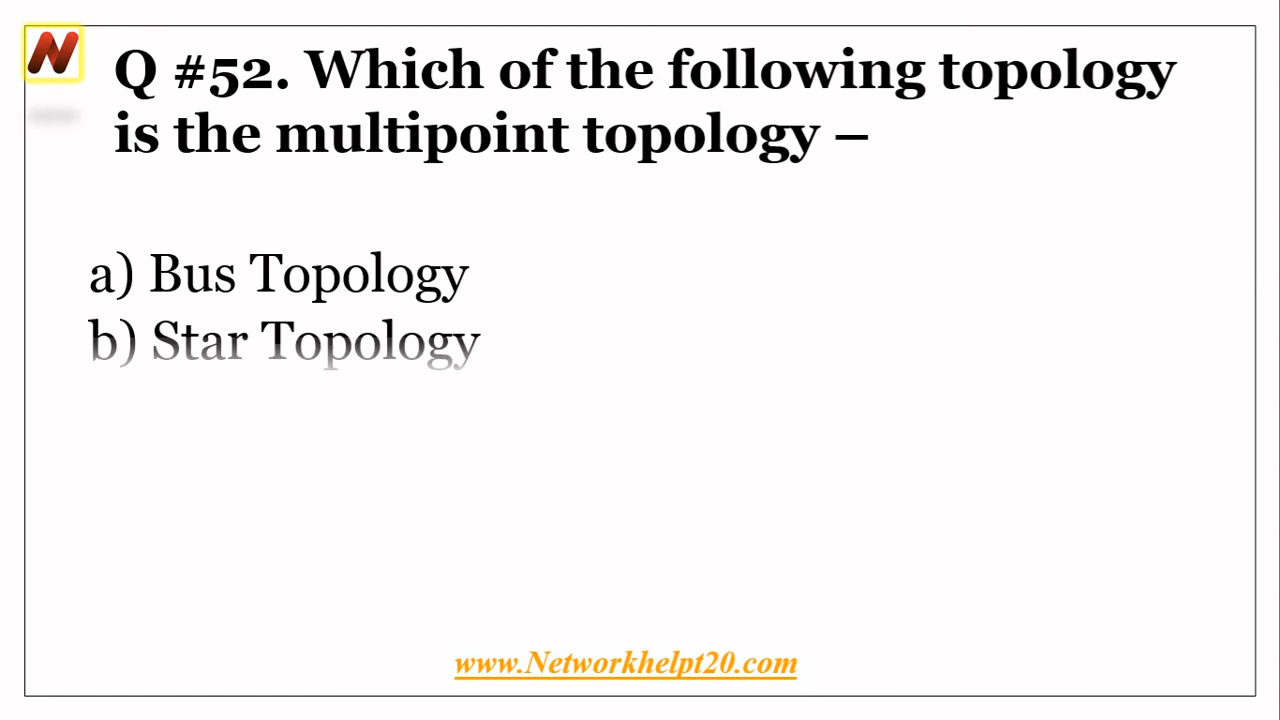 Q #52. Which of the following topology
is the multipoint topology –
a) Bus Topology
b) Star Topology
www.Networkhelpt20.com